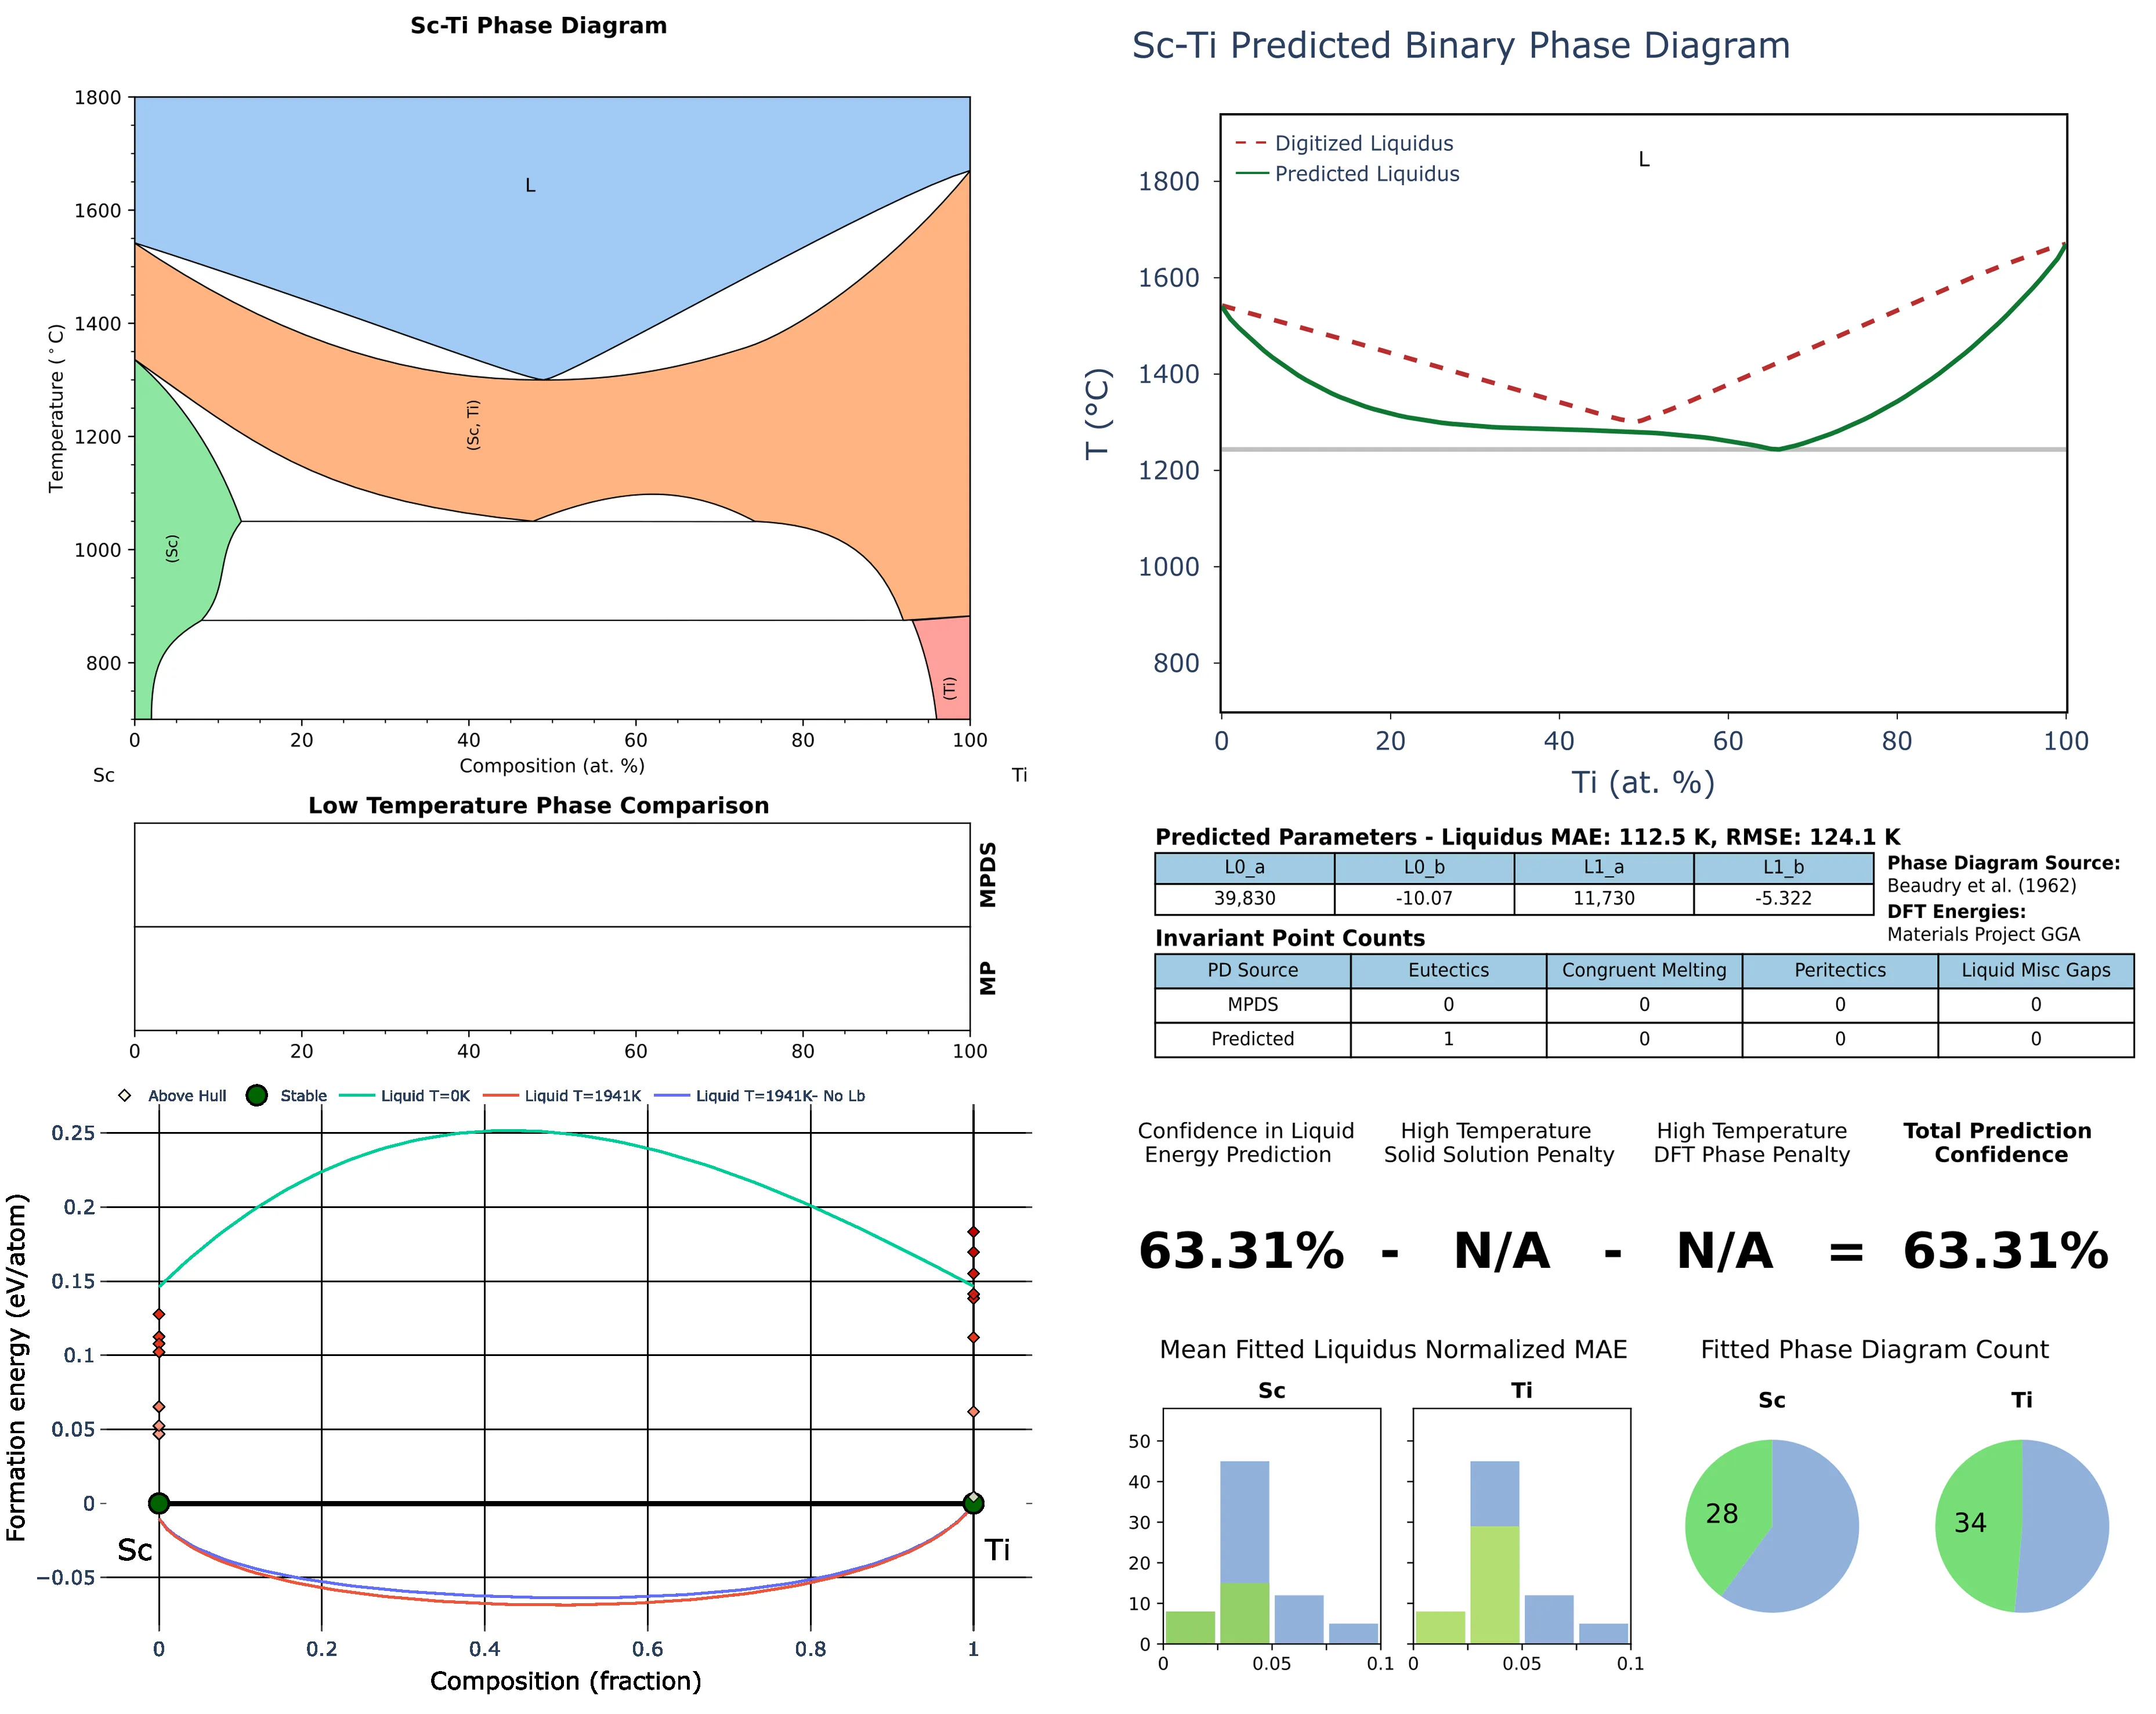 Sc-Ti Phase Diagram
1800
1600
1400
1200
1000
800
Temperature (°C)
L
(Sc, Ti)
(Sc)
(Ti)
0 20 40 60 80 100
Composition (at. %)
Sc Ti
Low Temperature Phase Comparison
MPDS
MP
0 20 40 60 80 100
Above Hull Stable Liquid T=0K Liquid T=1941K Liquid T=1941K- No Lb
0.25
0.2
0.15
0.1
0.05
0
−0.05
Formation energy (eV/atom)
Sc Ti
0 0.2 0.4 0.6 0.8 1
Composition (fraction)
Sc-Ti Predicted Binary Phase Diagram
Digitized Liquidus
Predicted Liquidus
L
1800
1600
1400
1200
1000
800
T (°C)
0 20 40 60 80 100
Ti (at. %)
Predicted Parameters - Liquidus MAE: 112.5 K, RMSE: 124.1 K
L0_a L0_b L1_a L1_b
39,830 -10.07 11,730 -5.322
Phase Diagram Source:
Beaudry et al. (1962)
DFT Energies:
Materials Project GGA
Invariant Point Counts
PD Source Eutectics Congruent Melting Peritectics Liquid Misc Gaps
MPDS 0 0 0 0
Predicted 1 0 0 0
Confidence in Liquid Energy Prediction
High Temperature Solid Solution Penalty
High Temperature DFT Phase Penalty
Total Prediction Confidence
63.31% - N/A - N/A = 63.31%
Mean Fitted Liquidus Normalized MAE
Sc Ti
50
40
30
20
10
0
0 0.05 0.1 0 0.05 0.1
Fitted Phase Diagram Count
Sc Ti
28 34